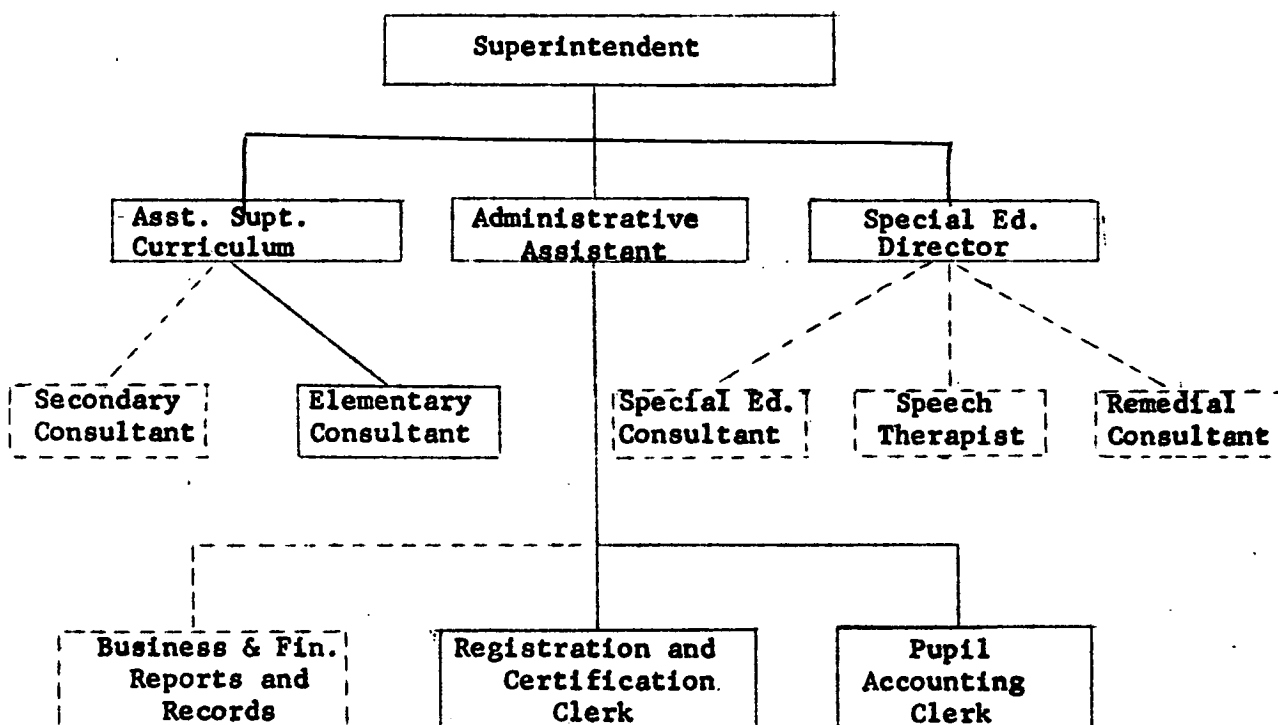 Superintendent
Asst. Supt.
Curriculum
Administrative
Assistant
Special Ed.
Director
Secondary
Consultant
Elementary
Consultant
Special Ed.
Consultant
Speech
Therapist
Remedial
Consultant
Business & Fin.
Reports and
Records
Registration and
Certification
Clerk
Pupil
Accounting
Clerk